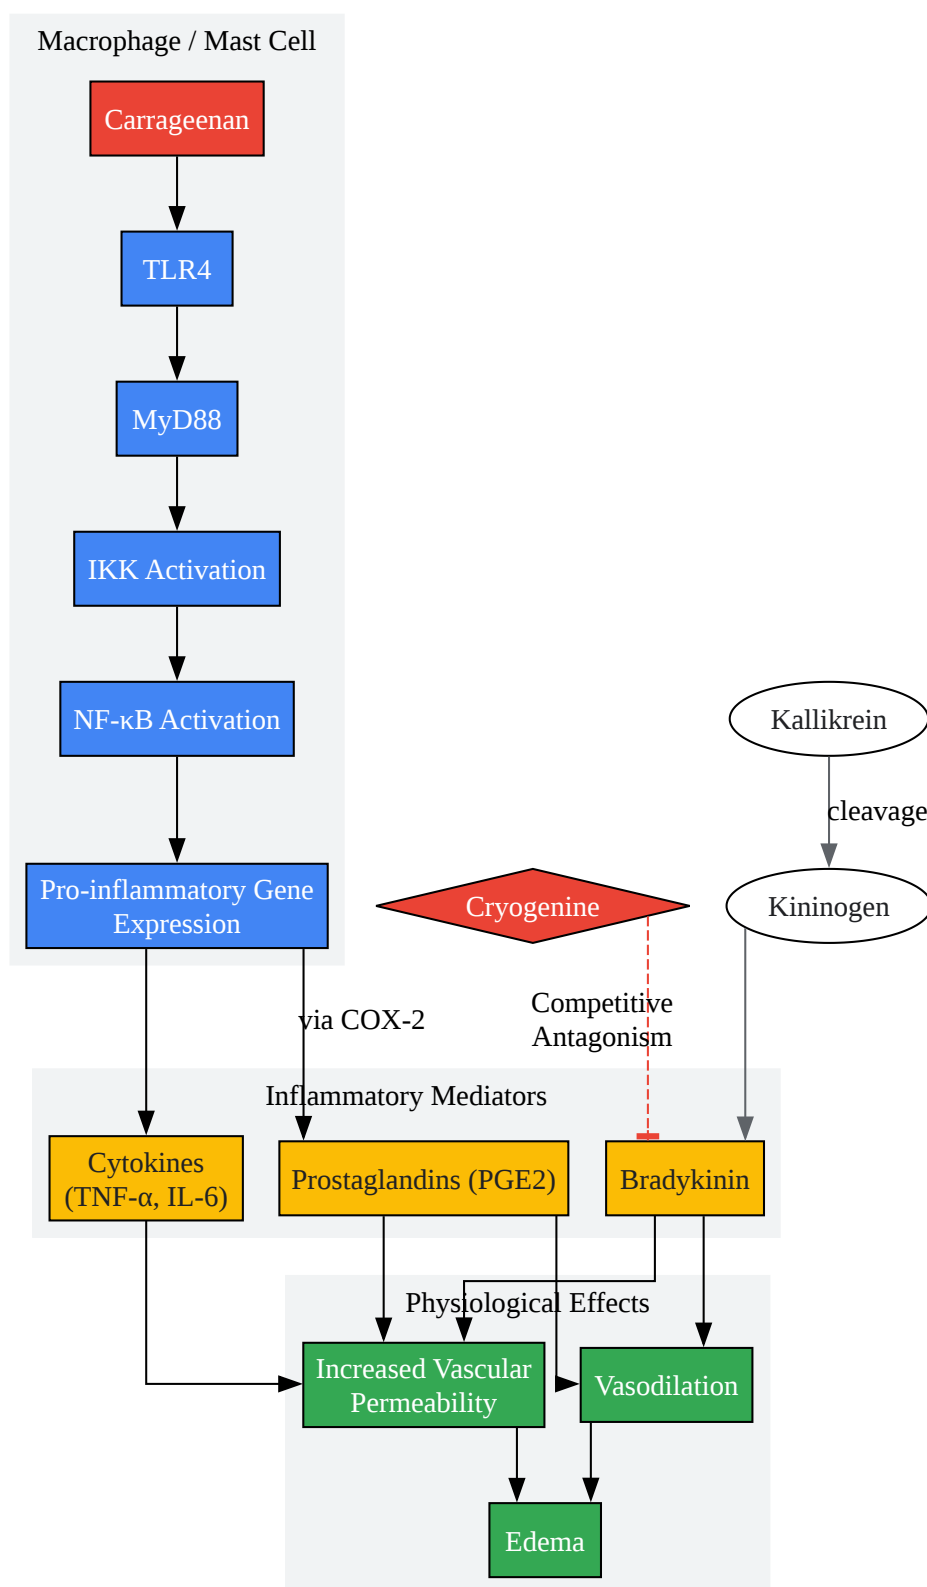 Macrophage / Mast Cell
Carrageenan
TLR4
MyD88
IKK Activation
NF-κB Activation
Kallikrein
cleavage
Pro-inflammatory Gene
Expression
Cryogenine
Kininogen
via COX-2
Competitive
Antagonism
Inflammatory Mediators
Cytokines
(TNF-α, IL-6)
Prostaglandins (PGE2)
Bradykinin
Physiological Effects
Increased Vascular
Permeability
Vasodilation
Edema